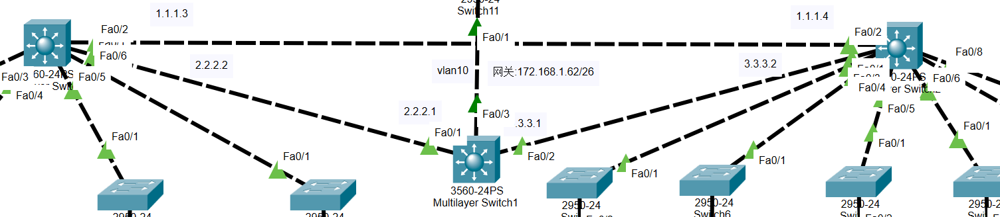 Switch11
1.1.1.3
1.1.1.4
Fa0/2
Fa0/1
Fa0/2
Fa0/6
Fa0/8
2.2.2.2
3.3.3.2
vlan10
网关:172.168.1.62/26
Fa0/3
Fa0/5
Fa0/4
Fa0/6
Fa0/4
Fa0/5
2.2.2.1
Fa0/3
.3.3.1
Fa0/1
Fa0/1
Fa0/1
Fa0/1
Fa0/1
Fa0/2
Fa0/1
Fa0/1
3560-24PS
Multilayer Switch1
2950-24
2950-24
2950-24
Switch6
2950-24
2950-24